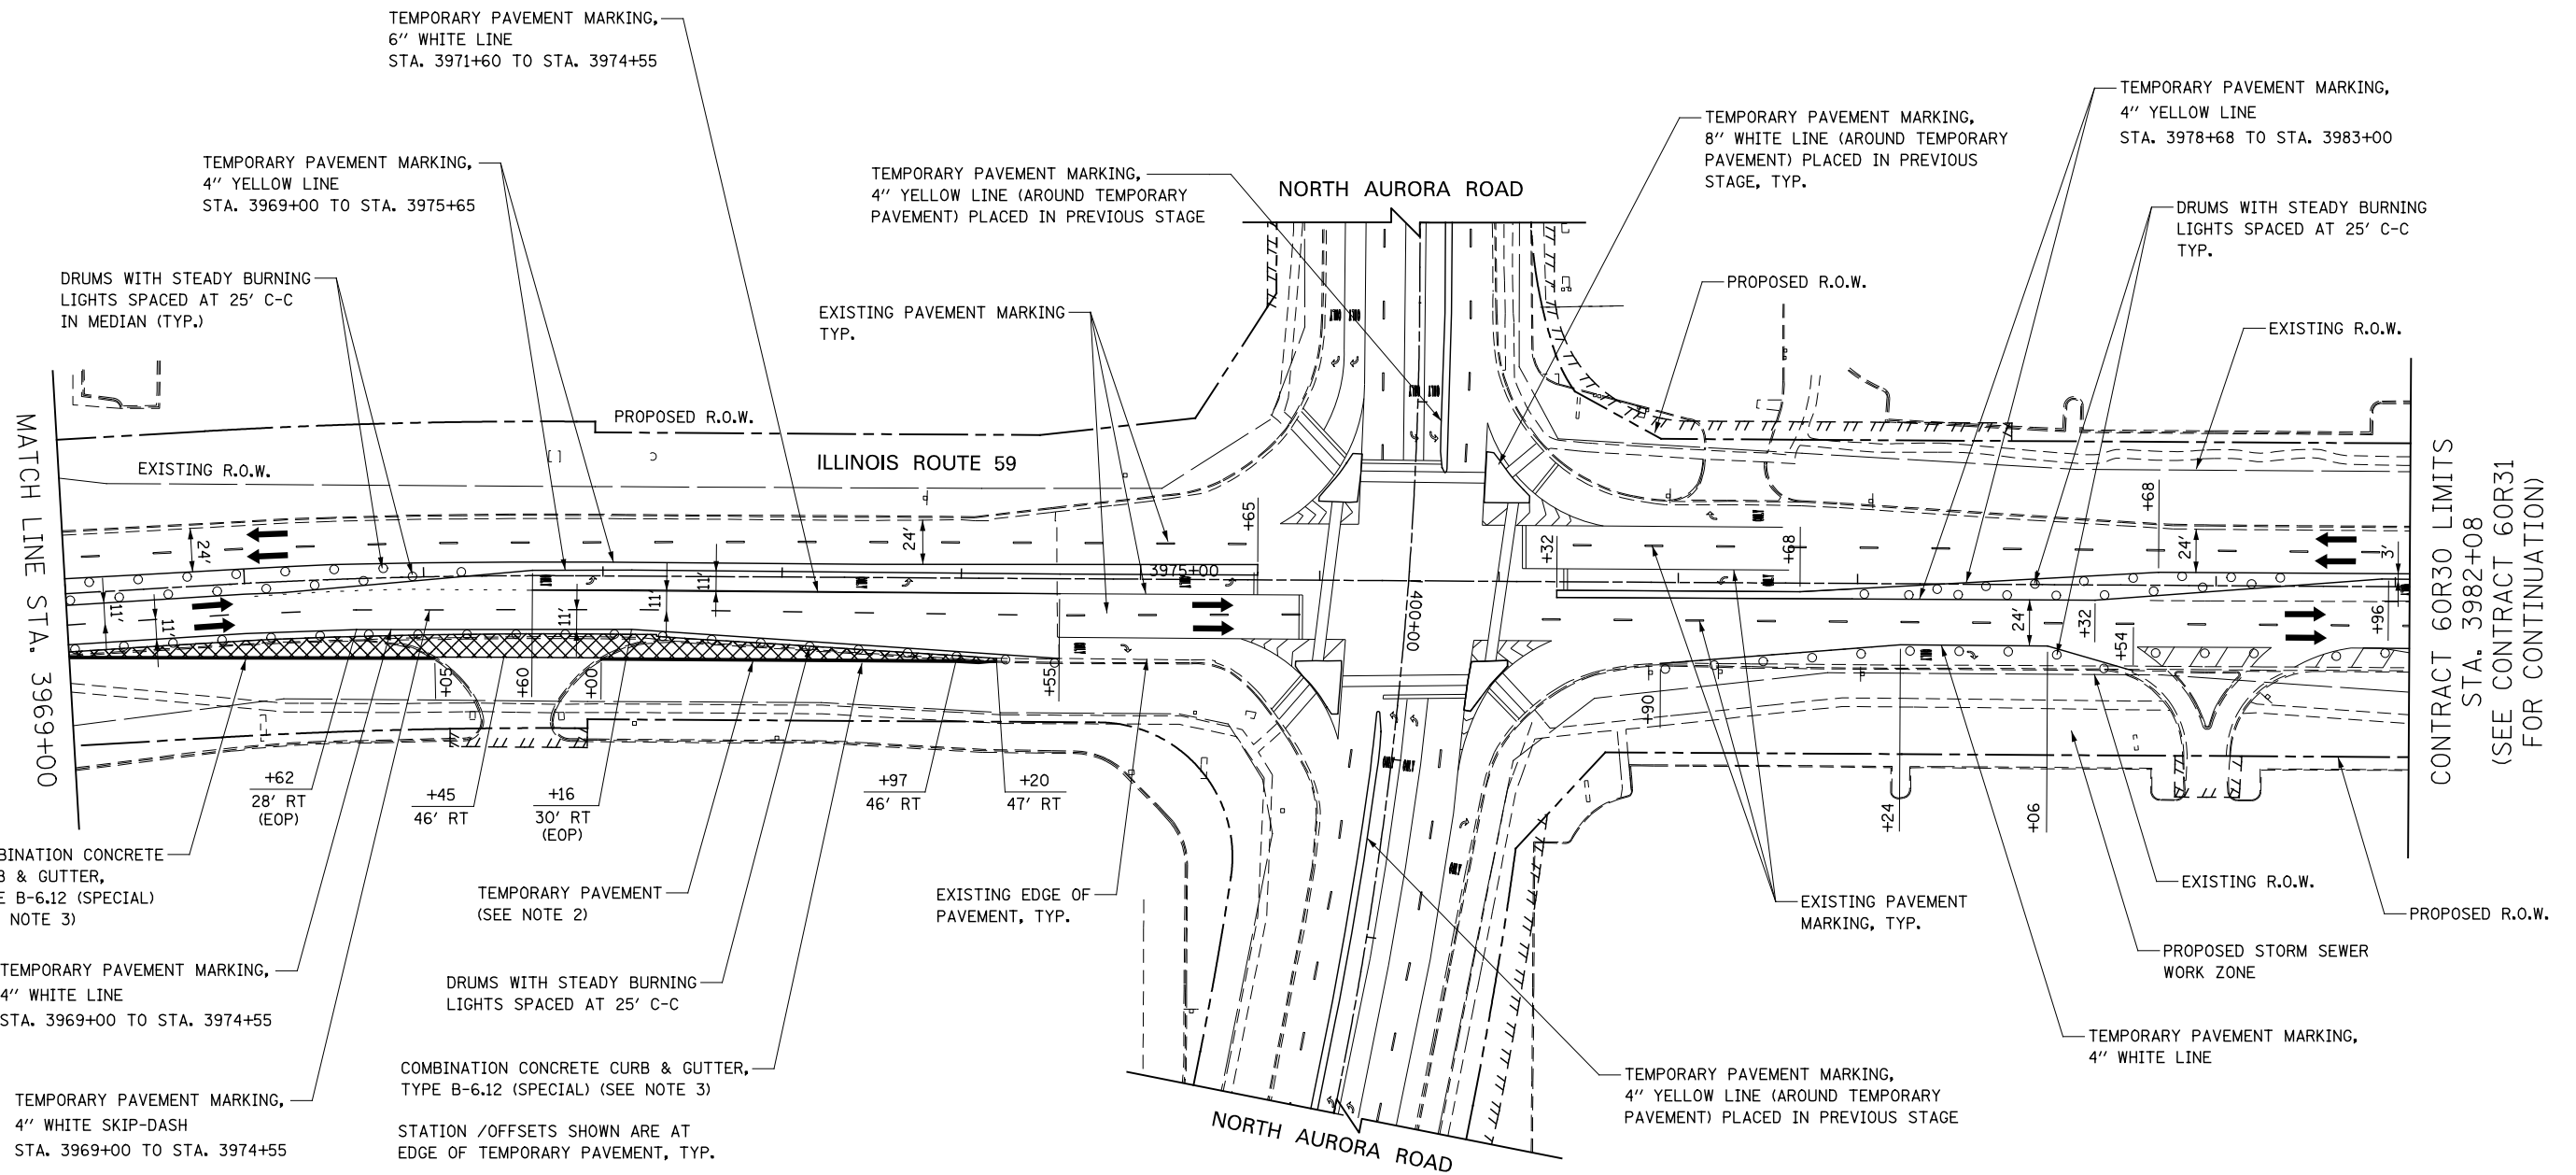 TEMPORARY PAVEMENT MARKING,
6" WHITE LINE
STA. 3971+60 TO STA. 3974+55
TEMPORARY PAVEMENT MARKING,
4" YELLOW LINE
STA. 3969+00 TO STA. 3975+65
DRUMS WITH STEADY BURNING
LIGHTS SPACED AT 25' C-C
IN MEDIAN (TYP.)
TEMPORARY PAVEMENT MARKING,
4" YELLOW LINE (AROUND TEMPORARY
PAVEMENT) PLACED IN PREVIOUS STAGE
EXISTING PAVEMENT MARKING
TYP.
NORTH AURORA ROAD
TEMPORARY PAVEMENT MARKING,
8" WHITE LINE (AROUND TEMPORARY
PAVEMENT) PLACED IN PREVIOUS
STAGE, TYP.
TEMPORARY PAVEMENT MARKING,
4" YELLOW LINE
STA. 3978+68 TO STA. 3983+00
DRUMS WITH STEADY BURNING
LIGHTS SPACED AT 25' C-C
TYP.
PROPOSED R.O.W.
EXISTING R.O.W.
PROPOSED R.O.W.
EXISTING R.O.W.
ILLINOIS ROUTE 59
MATCH LINE STA. 3969+00
24'
11'
11'
24'
11'
11'
11'
+65
3975+00
400+00
+32
+68
+68
24'
3'
24'
+32
+54
+96
+05
+60
+00
+55
+90
+24
+06
+62
28' RT
(EOP)
+45
46' RT
+16
30' RT
(EOP)
+97
46' RT
+20
47' RT
CONTRACT 60R30 LIMITS
STA. 3982+08
(SEE CONTRACT 60R31
FOR CONTINUATION)
CONCRETE
& GUTTER,
B-6.12 (SPECIAL)
NOTE 3)
TEMPORARY PAVEMENT MARKING,
4" WHITE LINE
STA. 3969+00 TO STA. 3974+55
TEMPORARY PAVEMENT MARKING,
4" WHITE SKIP-DASH
STA. 3969+00 TO STA. 3974+55
TEMPORARY PAVEMENT
(SEE NOTE 2)
DRUMS WITH STEADY BURNING
LIGHTS SPACED AT 25' C-C
COMBINATION CONCRETE CURB & GUTTER,
TYPE B-6.12 (SPECIAL) (SEE NOTE 3)
STATION /OFFSETS SHOWN ARE AT
EDGE OF TEMPORARY PAVEMENT, TYP.
EXISTING EDGE OF
PAVEMENT, TYP.
NORTH AURORA ROAD
TEMPORARY PAVEMENT MARKING,
4" YELLOW LINE (AROUND TEMPORARY
PAVEMENT) PLACED IN PREVIOUS STAGE
EXISTING PAVEMENT
MARKING, TYP.
EXISTING R.O.W.
PROPOSED R.O.W.
PROPOSED STORM SEWER
WORK ZONE
TEMPORARY PAVEMENT MARKING,
4" WHITE LINE